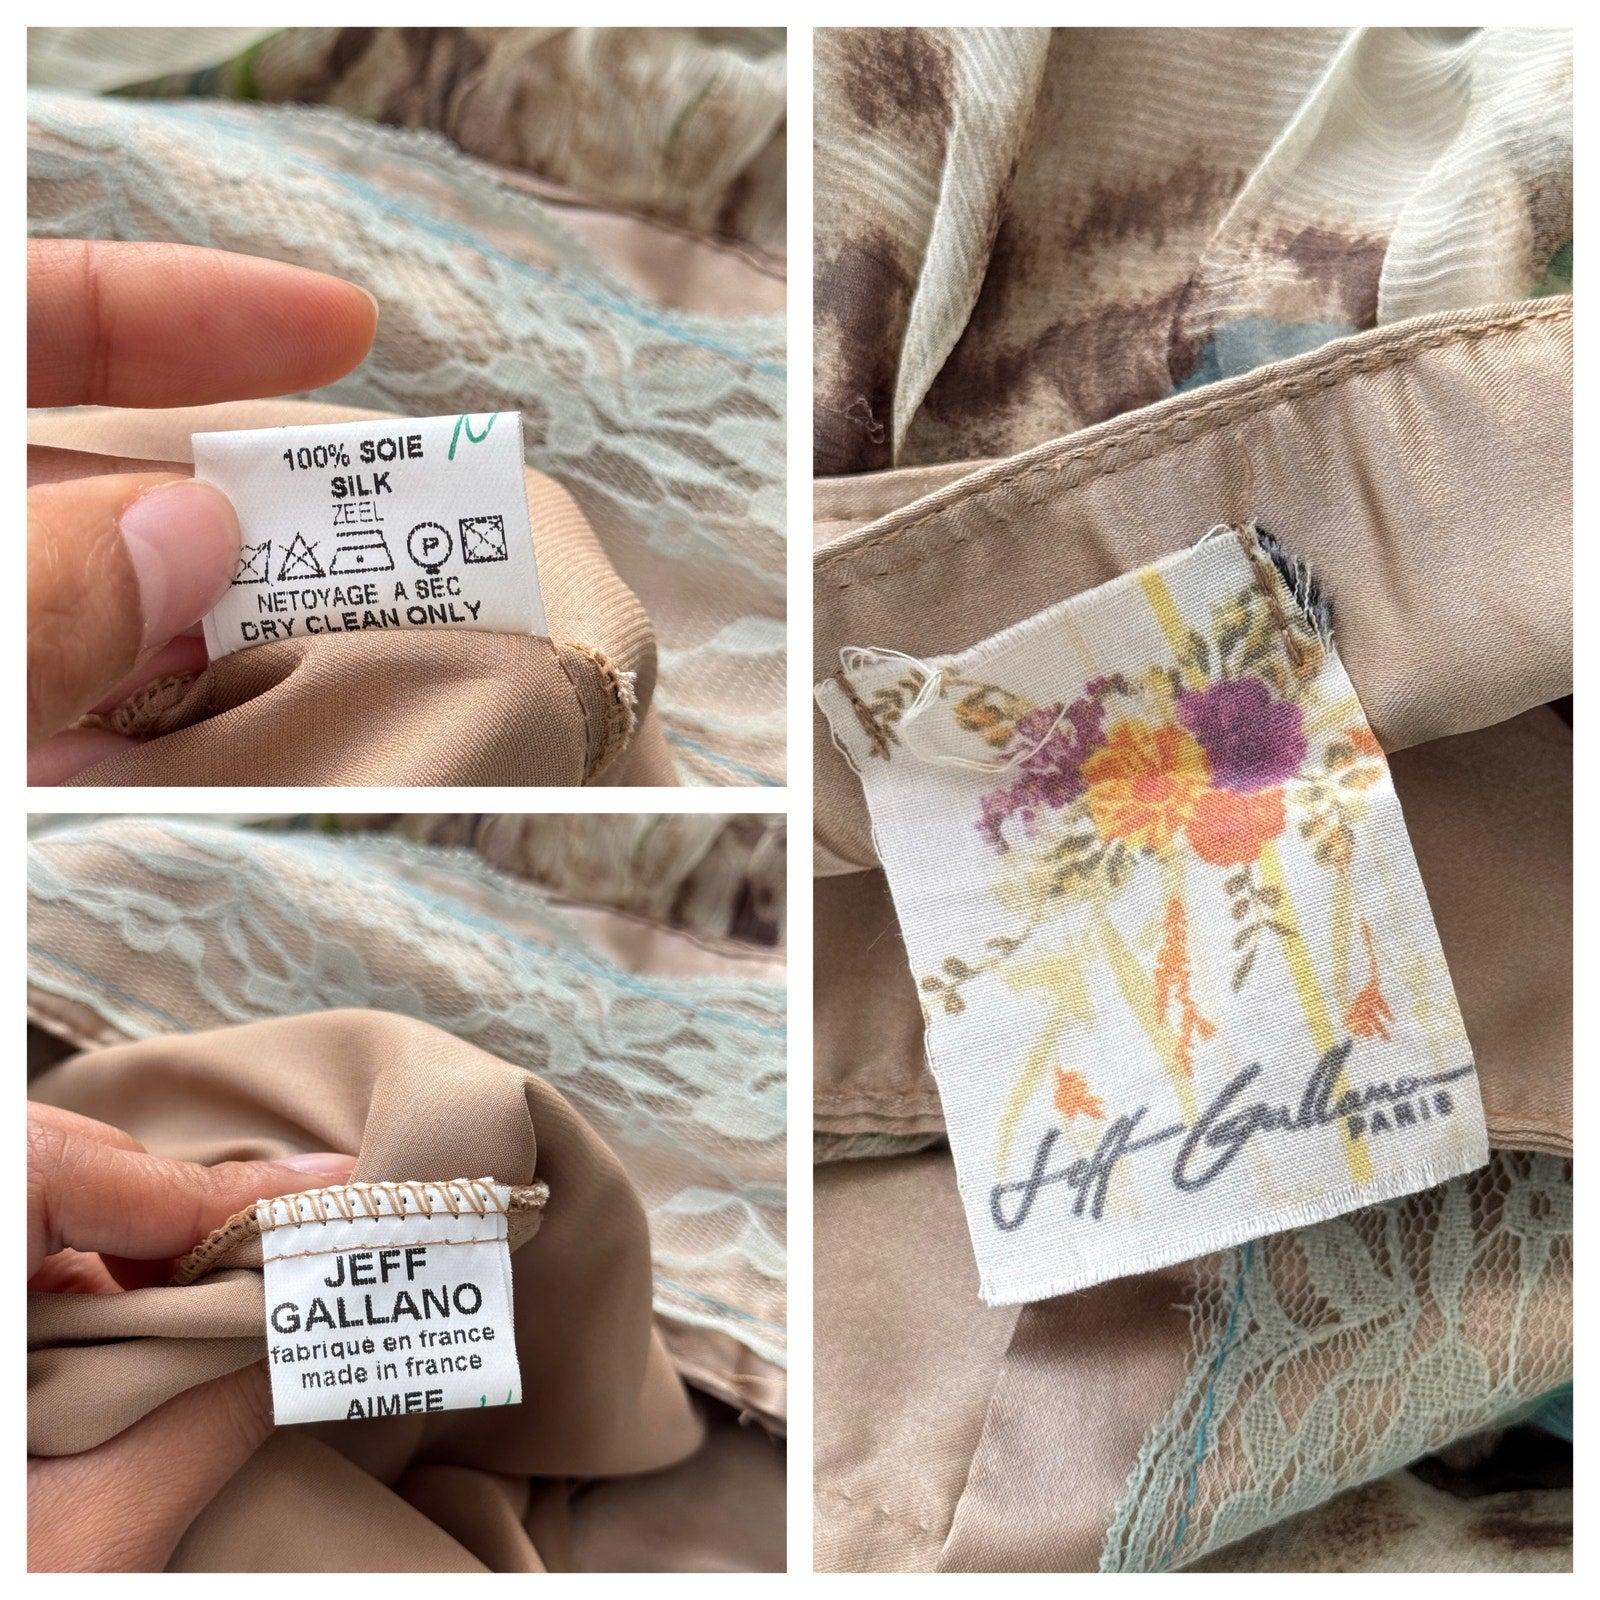 100% SOIE
SILK
ZEEL
P
NETOYAGE A SEC
DRY CLEAN ONLY
JEFF
GALLANO
fabriqué en france
made in france
AIMEE
Jeff Gallano
PARIS